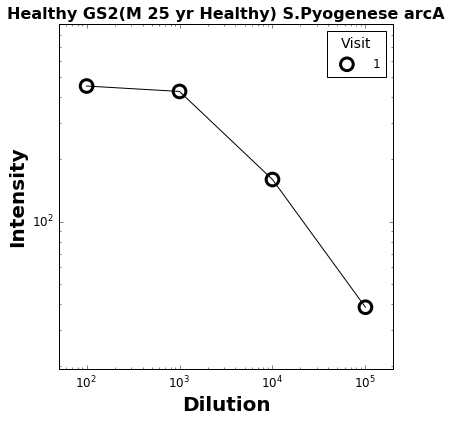 Healthy GS2(M 25 yr Healthy) S.Pyogenese arcA
Visit
1
Intensity
10²
10² 10³ 10⁴ 10⁵
Dilution